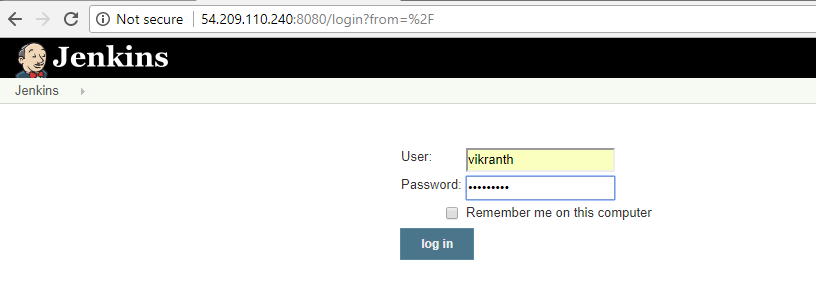 Not secure | 54.209.110.240:8080/login?from=%2F
Jenkins
Jenkins
User: vikranth
Password: •••••••••
Remember me on this computer
log in